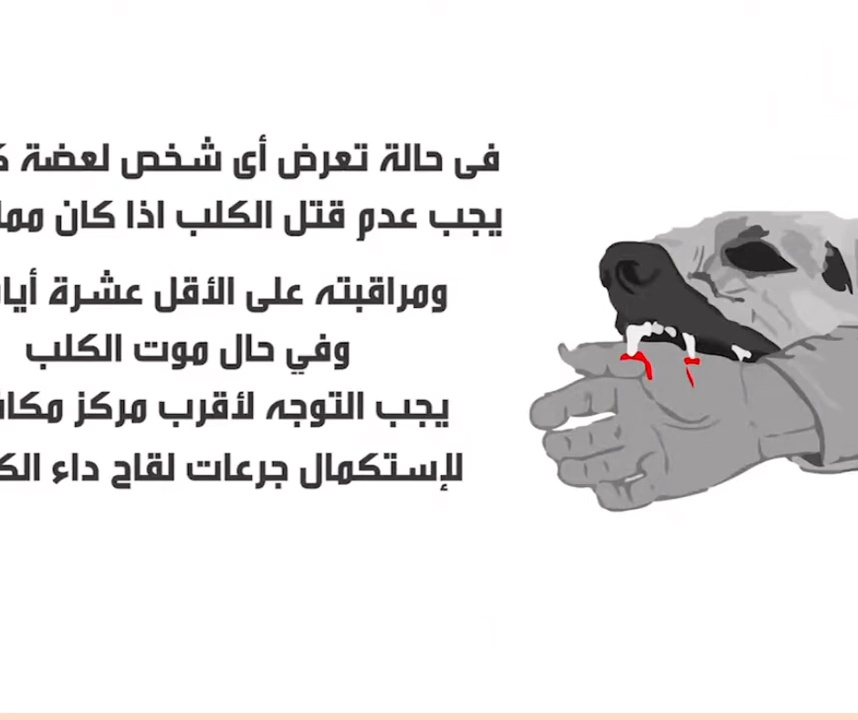 فى حالة تعرض أى شخص لعضة
يجب عدم قتل الكلب اذا كان
ومراقبته على الأقل عشرة
وفي حال موت الكلب
يجب التوجه لأقرب مركز
لإستكمال جرعات لقاح داء